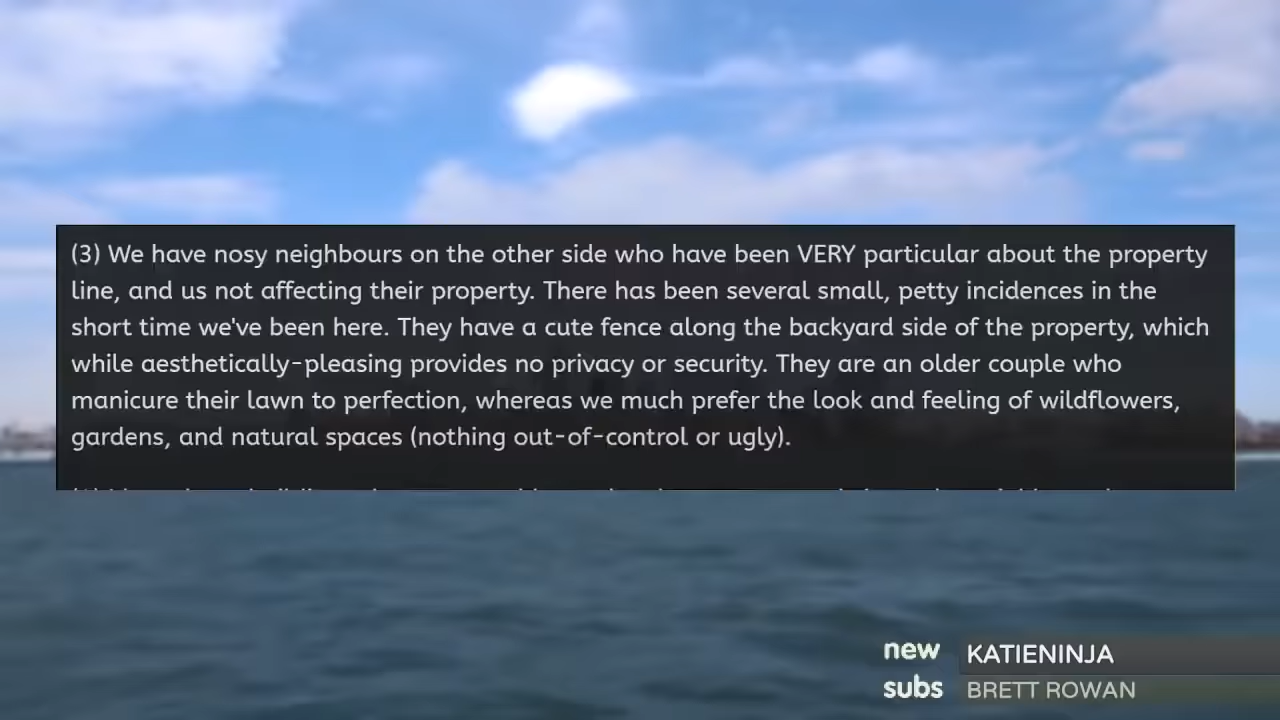 (3) We have nosy neighbours on the other side who have been VERY particular about the property
line, and us not affecting their property. There has been several small, petty incidences in the
short time we've been here. They have a cute fence along the backyard side of the property, which
while aesthetically-pleasing provides no privacy or security. They are an older couple who
manicure their lawn to perfection, whereas we much prefer the look and feeling of wildflowers,
gardens, and natural spaces (nothing out-of-control or ugly).
new KATIENINJA
subs BRETT ROWAN